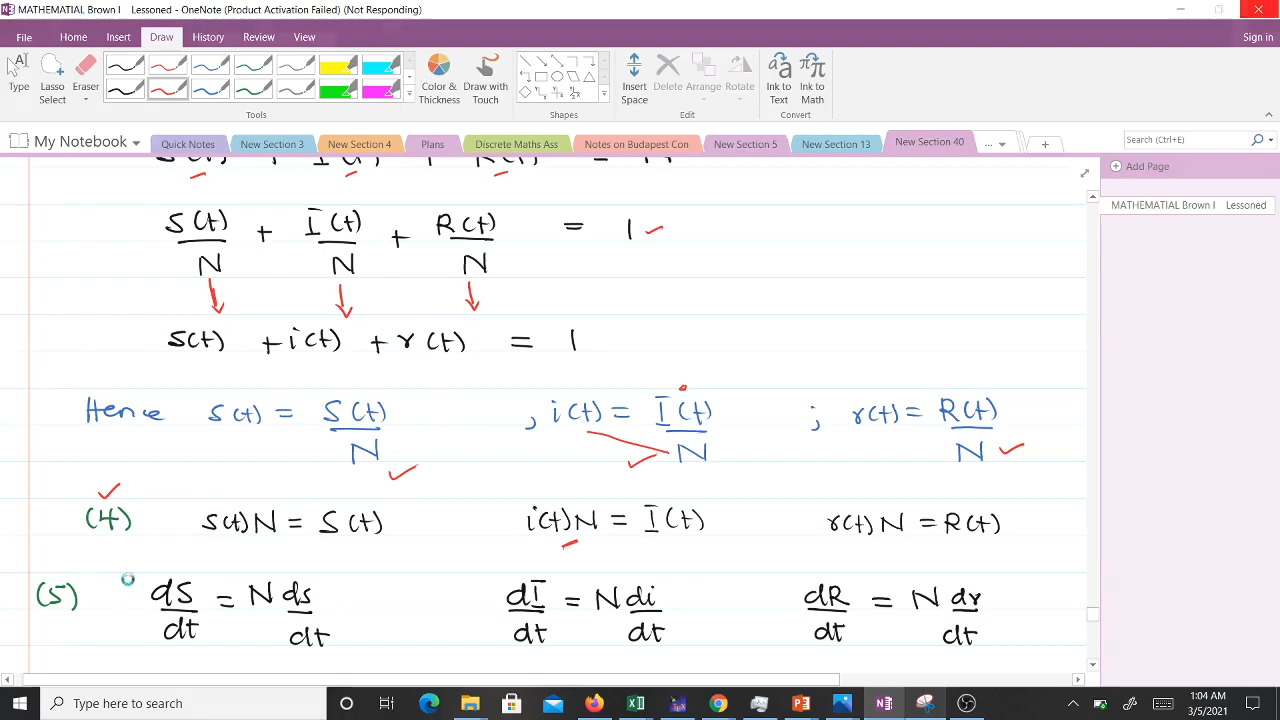 MATHEMATIAL Brown I Lessoned - OneNote (Product Activation Failed) (Not Responding)
File Home Insert Draw History Review View Sign in
Type Lasso Select Eraser Color & Thickness Draw with Touch Insert Space Delete Arrange Rotate Ink to Text Ink to Math
Tools Shapes Edit Convert
My Notebook Quick Notes New Section 3 New Section 4 Plans Discrete Maths Ass Notes on Budapest Con New Section 5 New Section 13 New Section 40 ... Search (Ctrl+E)
Add Page
MATHEMATIAL Brown I Lessoned
S(t) + I(t) + R(t) = N
S(t)/N + I(t)/N + R(t)/N = 1
s(t) + i(t) + r(t) = 1
Hence s(t) = S(t)/N ; i(t) = I(t)/N ; r(t) = R(t)/N
(4) s(t)N = S(t) i(t)N = I(t) r(t)N = R(t)
(5) dS/dt = N ds/dt dI/dt = N di/dt dR/dt = N dr/dt
Type here to search
1:04 AM
3/5/2021